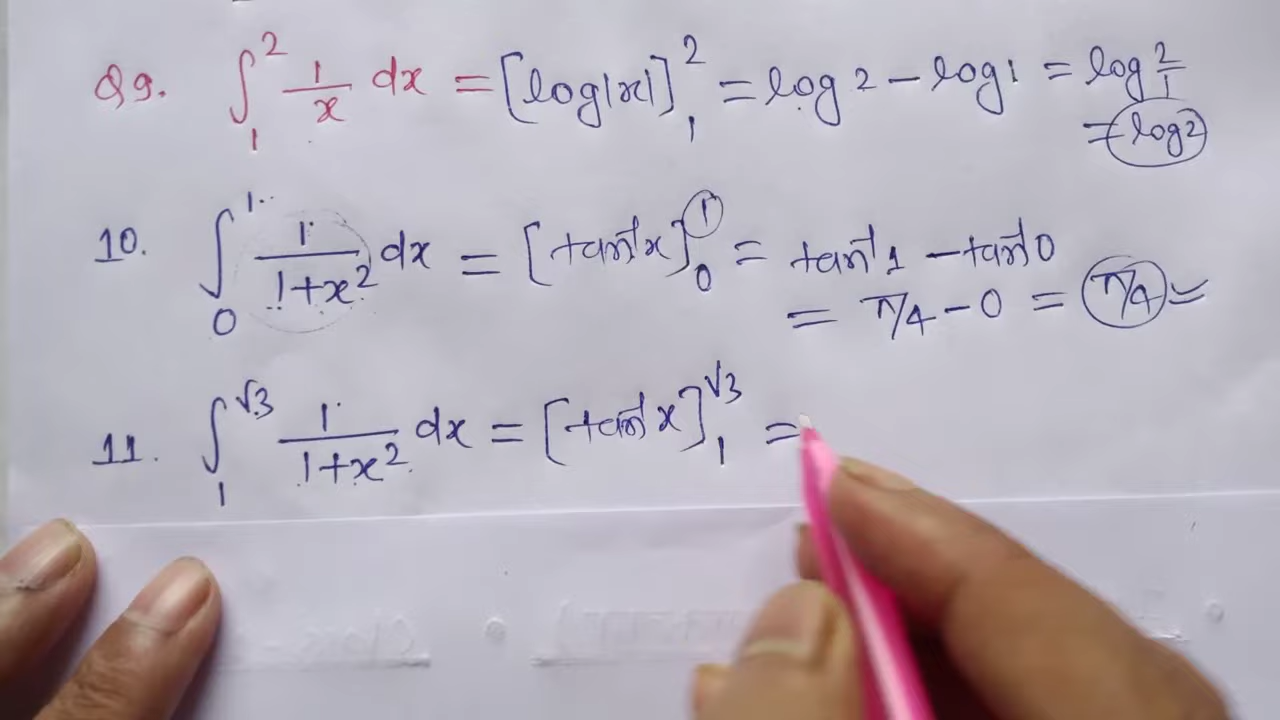 Q9. ∫₁² 1/x dx = [log|x|]₁² = log 2 - log 1 = log 2/1
= log 2
10. ∫₀¹ 1/1+x² dx = [tan⁻¹x]₀¹ = tan⁻¹1 - tan⁻¹0
= π/4 - 0 = π/4
11. ∫₁^√3 1/1+x² dx = [tan⁻¹x]₁^√3 =